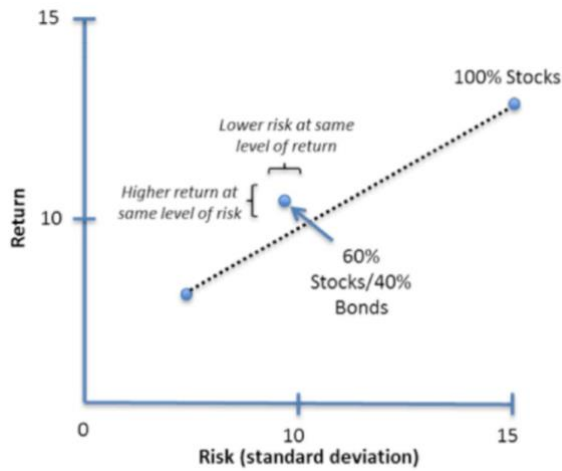 15
100% Stocks
Lower risk at same
level of return
Higher return at
same level of risk
Return
10
60%
Stocks/40%
Bonds
0
10
15
Risk (standard deviation)